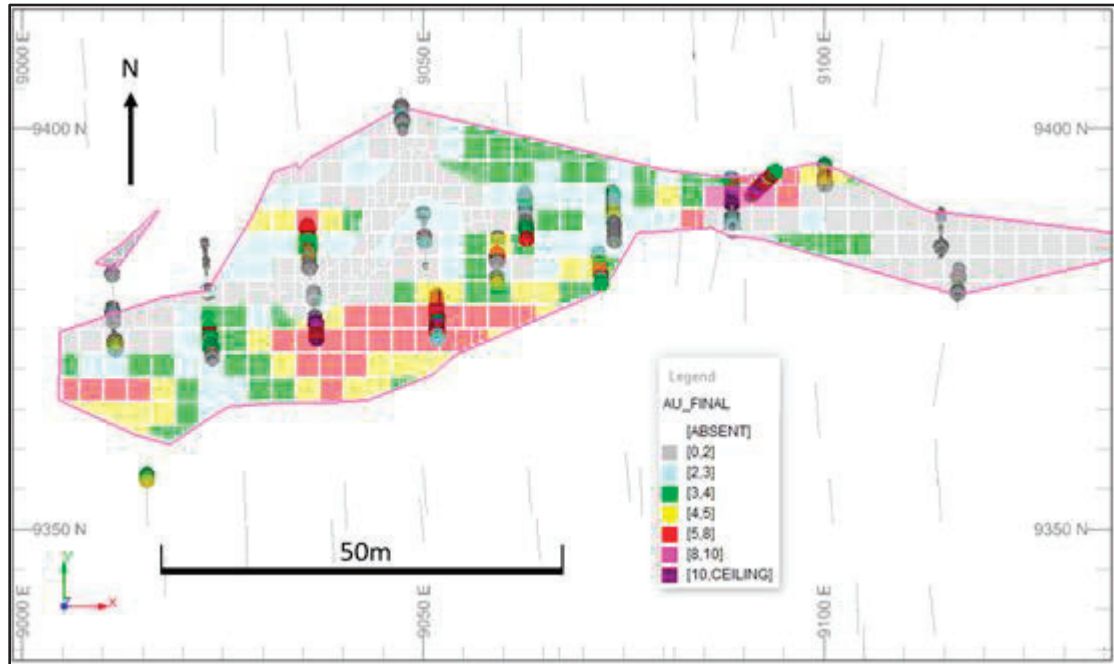 9000 E
9050 E
9100 E
N
9400 N
9400 N
Legend
AU_FINAL
[ABSENT]
[0,2]
[2,3]
[3,4]
[4,5]
[5,8]
[8,10]
[10,CEILING]
9350 N
9350 N
50m
Y
Z
X
9000 E
9050 E
9100 E